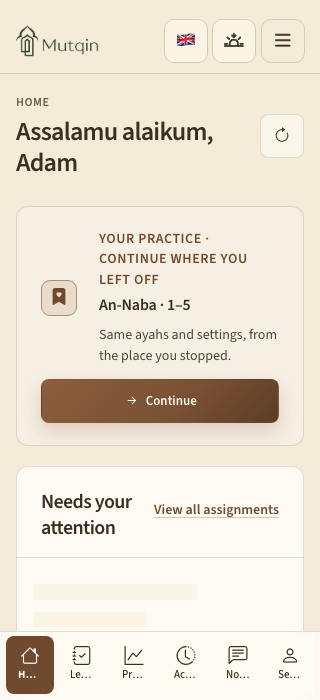 Mutqin
HOME
Assalamu alaikum,
Adam
YOUR PRACTICE ·
CONTINUE WHERE YOU
LEFT OFF
An-Naba · 1–5
Same ayahs and settings, from
the place you stopped.
→ Continue
Needs your
attention
View all assignments
H… Le… Pr… Ac… No… Se…